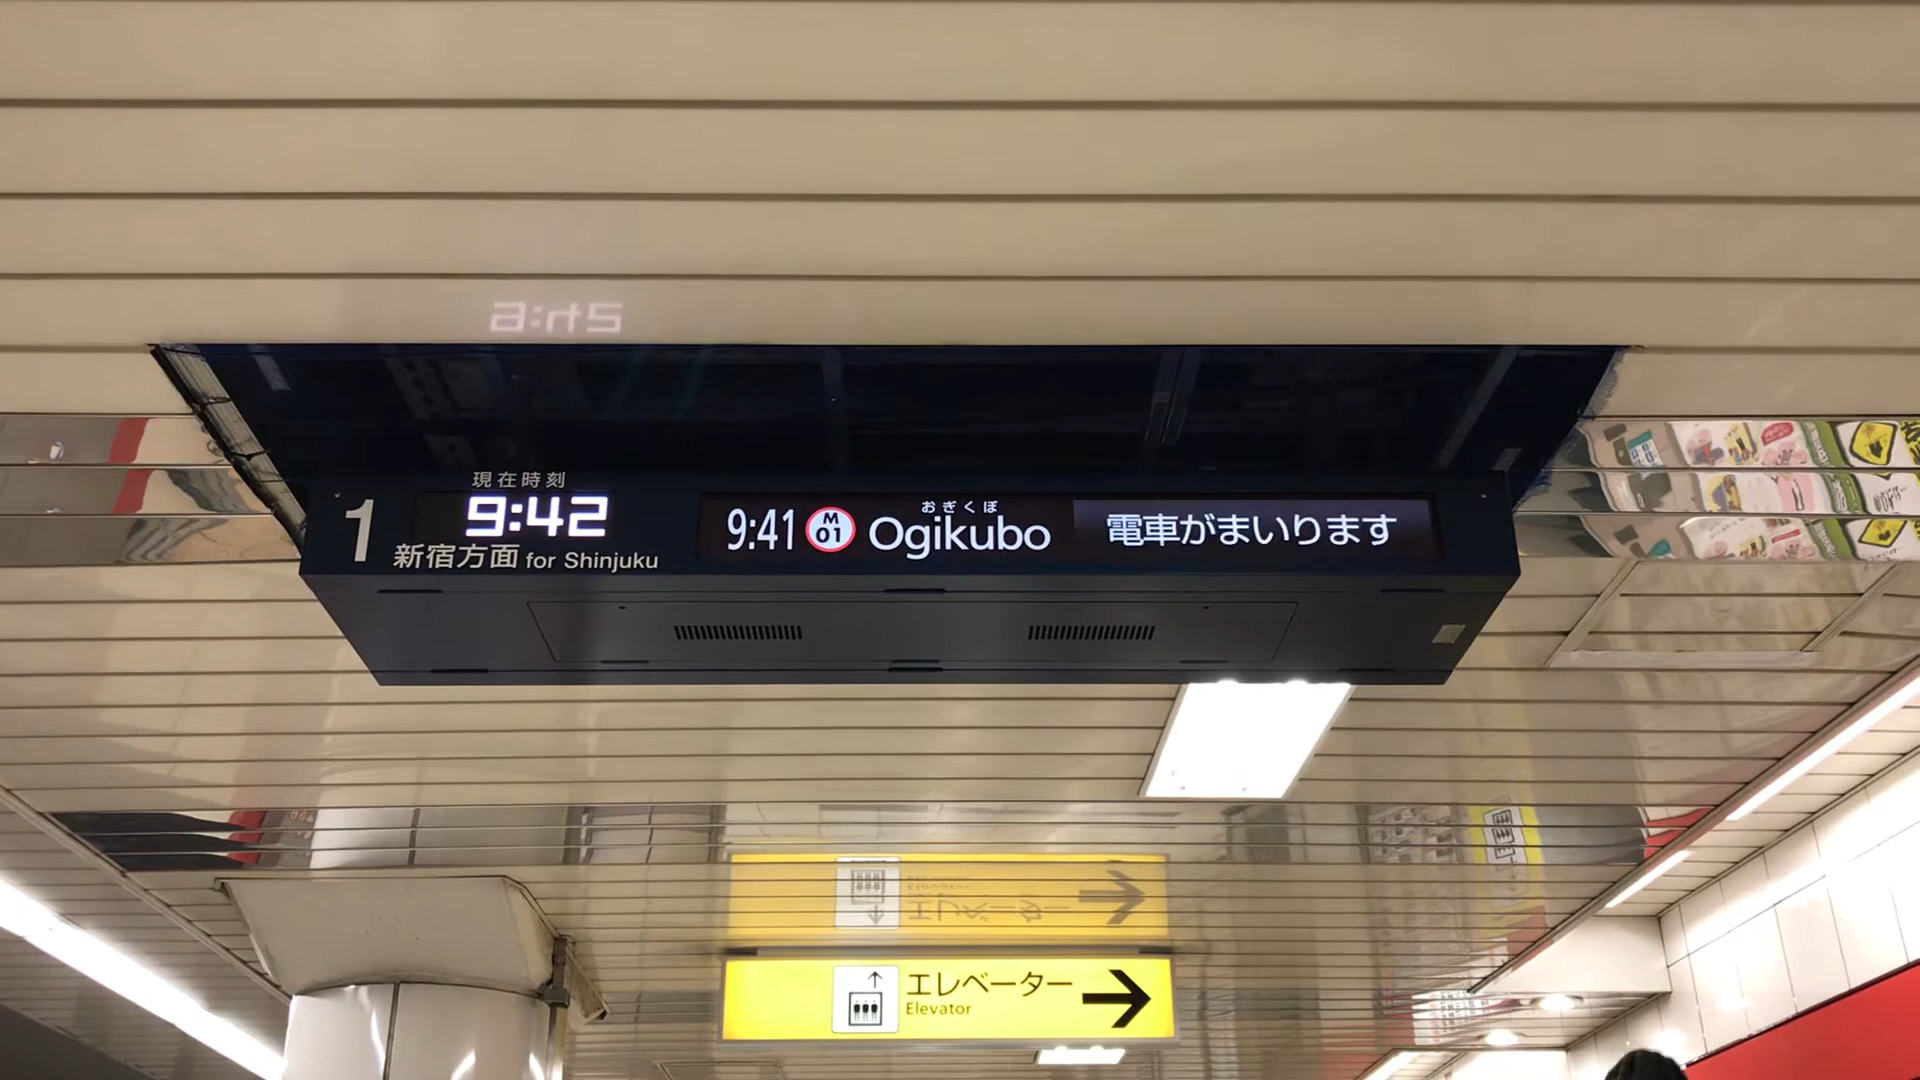 1
現在時刻
9:42
新宿方面 for Shinjuku
9:41 M 01 おぎくぼ Ogikubo 電車がまいります
エレベーター
Elevator